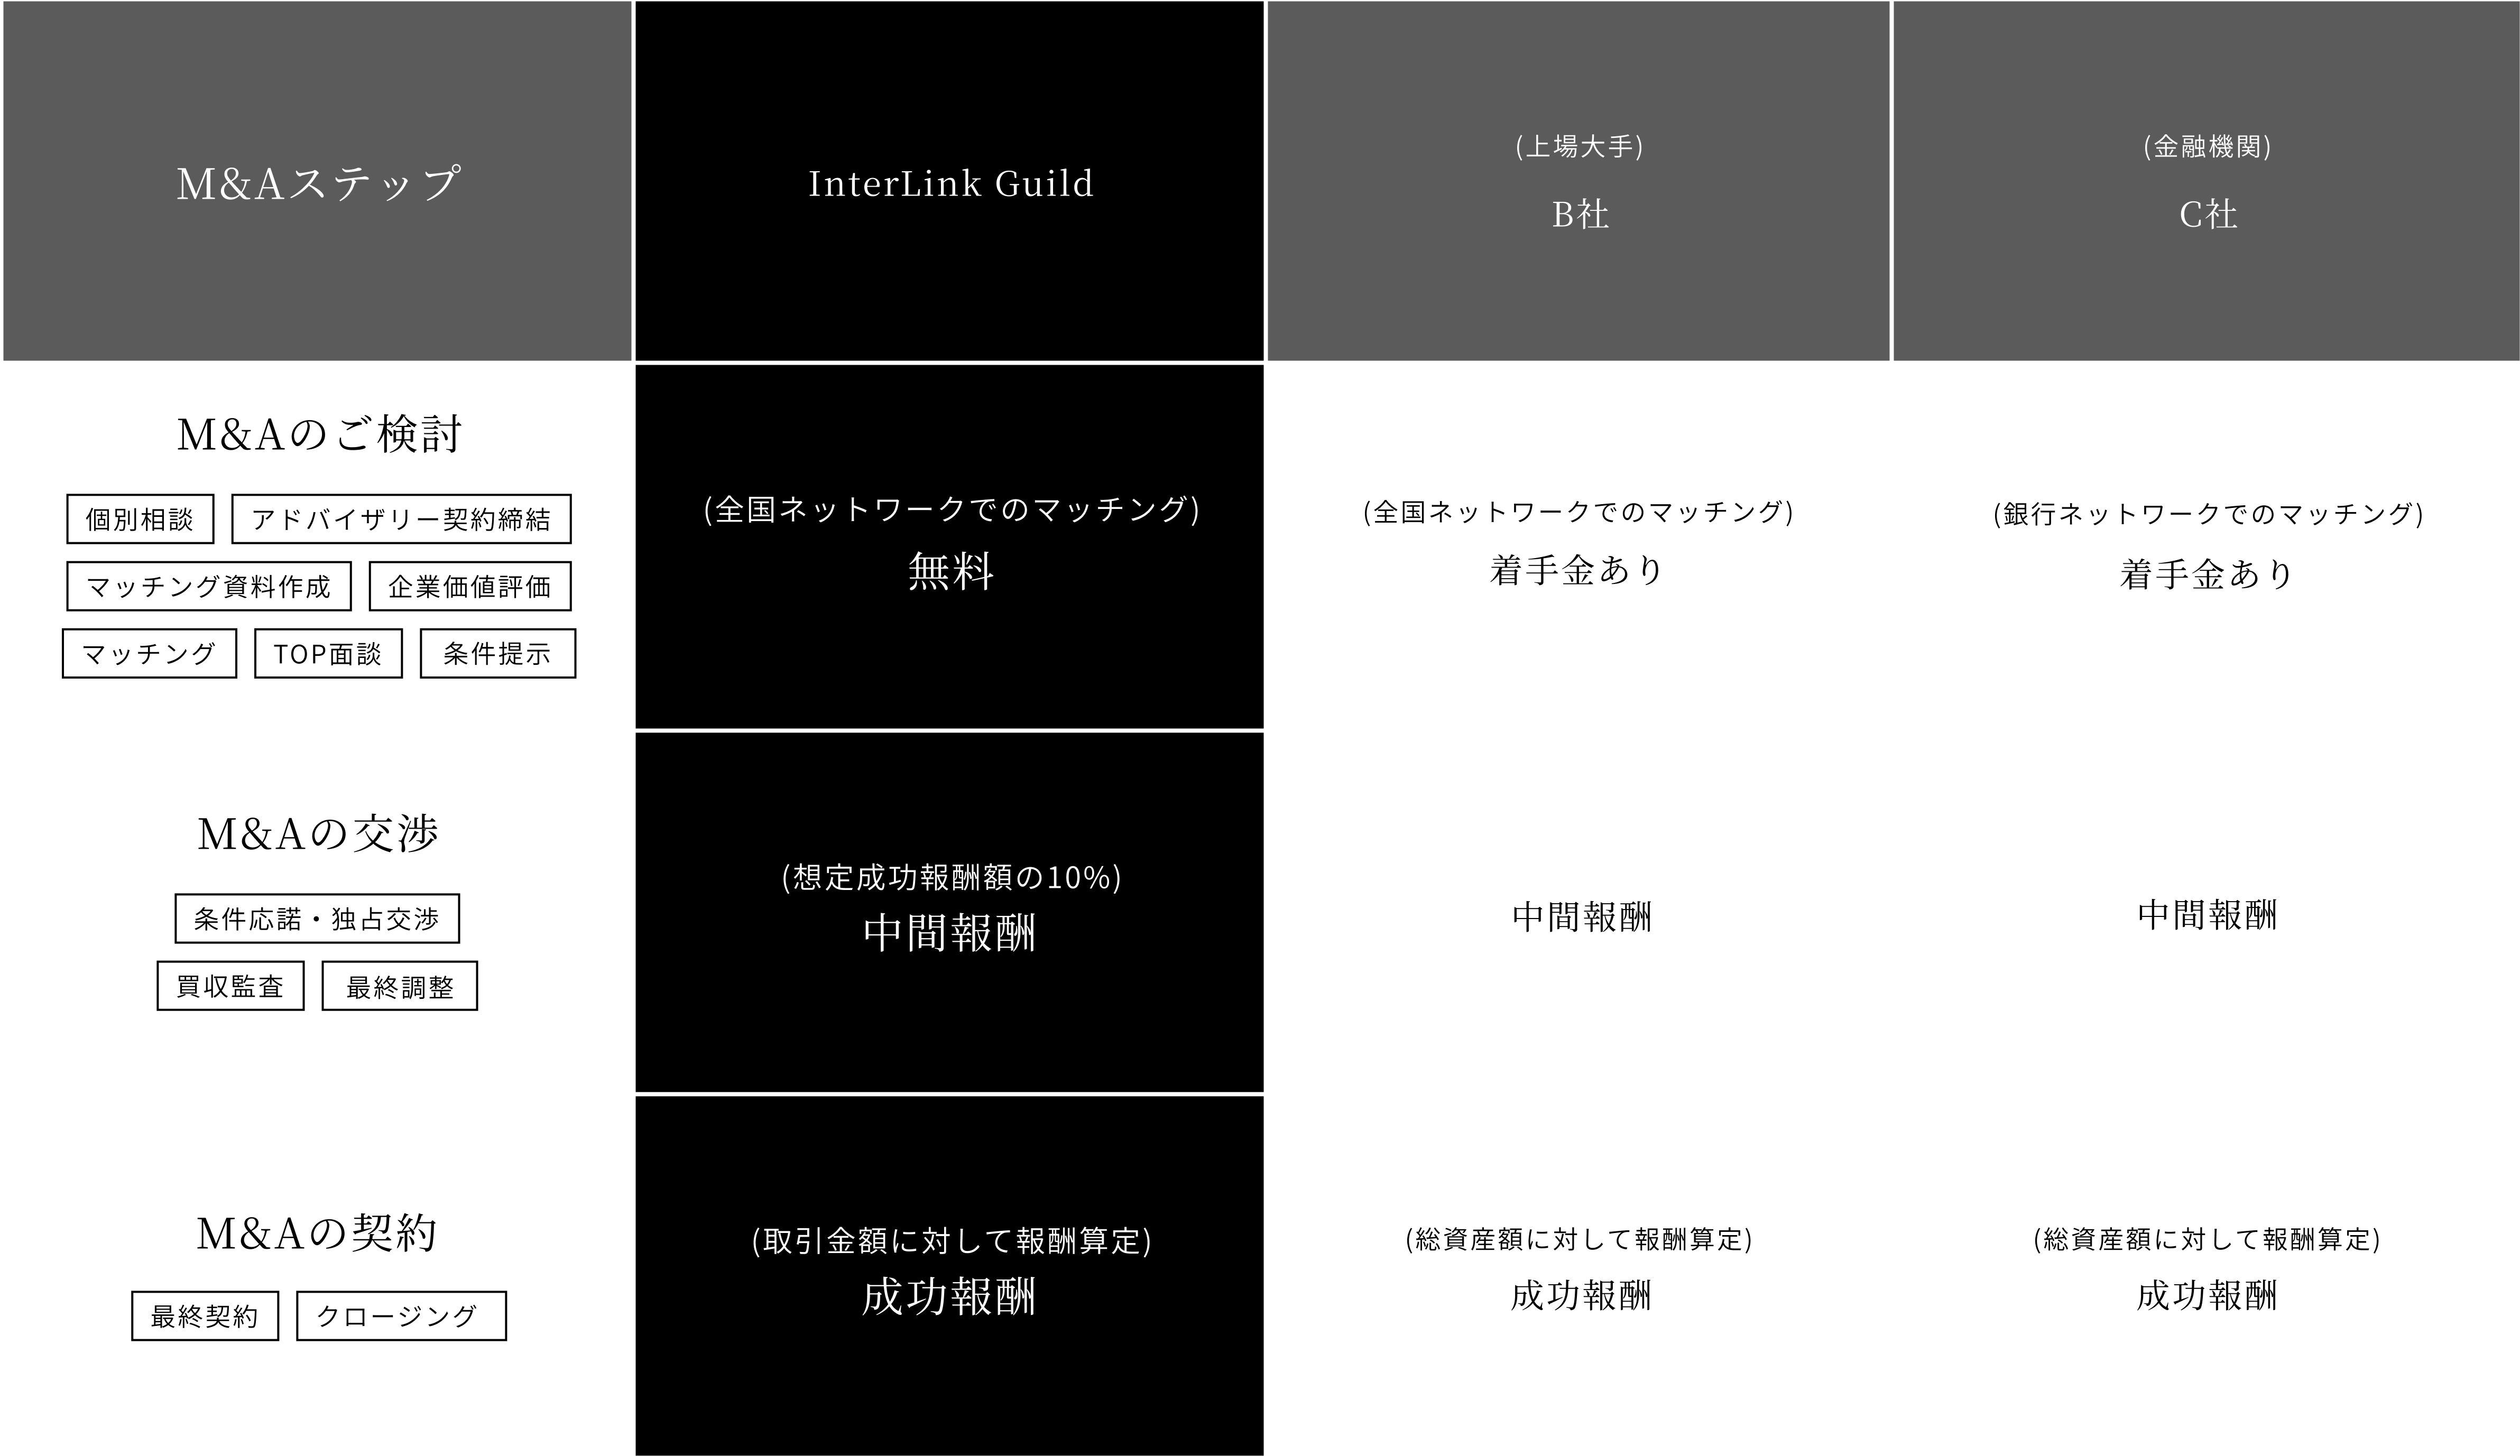 M&Aステップ
InterLink Guild
(上場大手)
B社
(金融機関)
C社
M&Aのご検討
個別相談
アドバイザリー契約締結
マッチング資料作成
企業価値評価
マッチング
TOP面談
条件提示
(全国ネットワークでのマッチング)
無料
(全国ネットワークでのマッチング)
着手金あり
(銀行ネットワークでのマッチング)
着手金あり
M&Aの交渉
条件応諾・独占交渉
買収監査
最終調整
(想定成功報酬額の10%)
中間報酬
中間報酬
中間報酬
M&Aの契約
最終契約
クロージング
(取引金額に対して報酬算定)
成功報酬
(総資産額に対して報酬算定)
成功報酬
(総資産額に対して報酬算定)
成功報酬